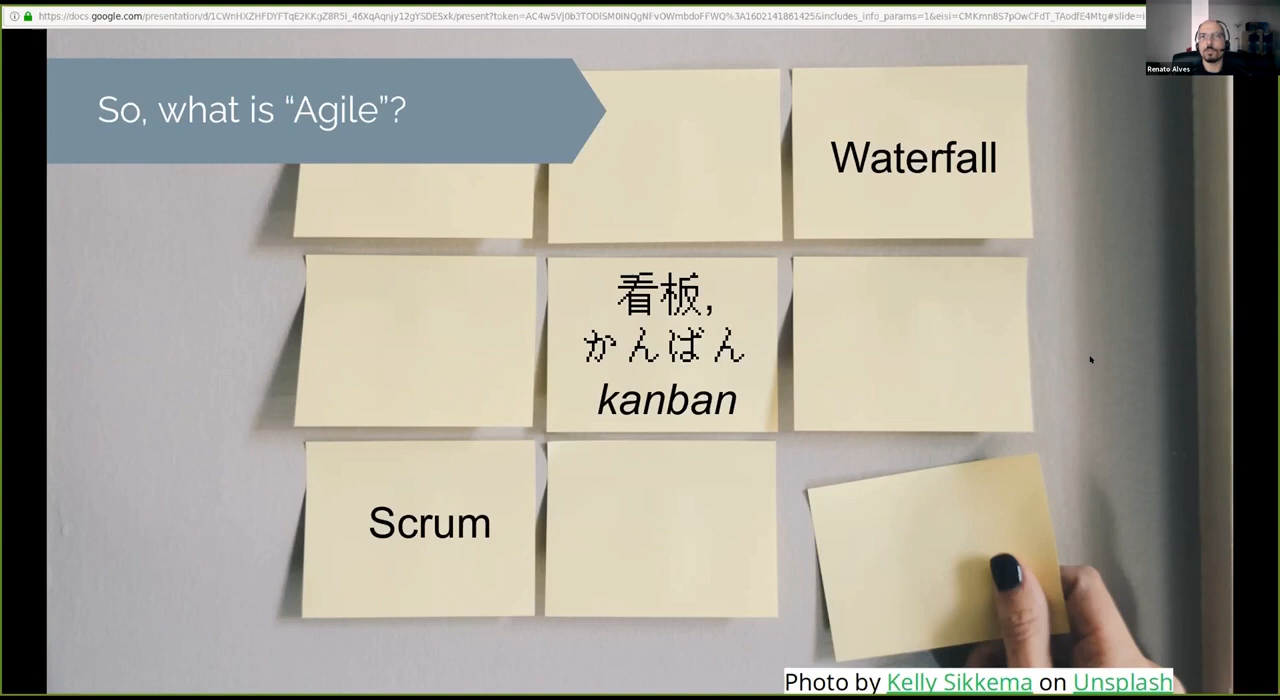 So, what is “Agile”?
Waterfall
看板,
かんばん
kanban
Scrum
Photo by Kelly Sikkema on Unsplash
Renato Alves